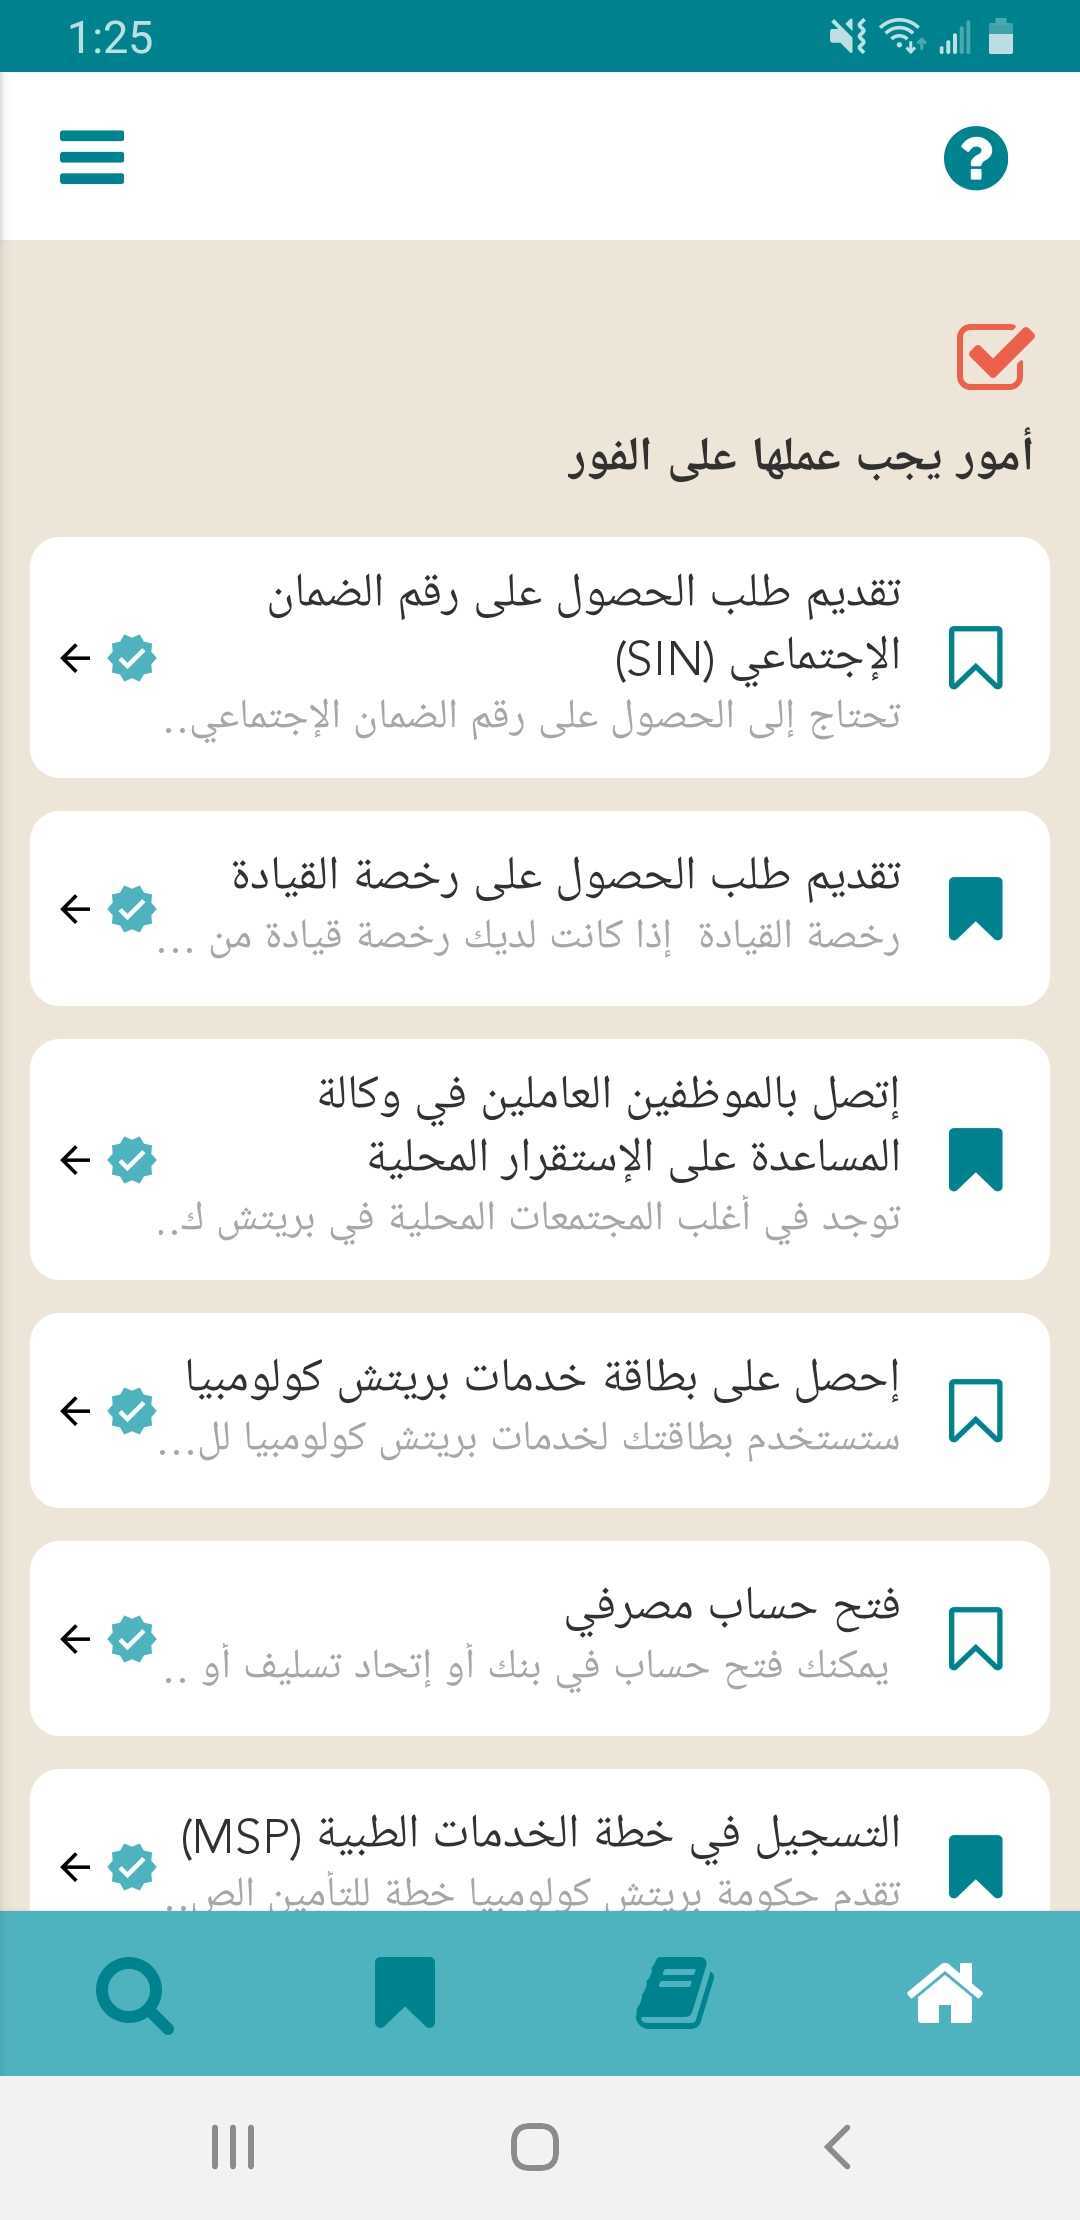 1:25
أمور يجب عملها على الفور
تقديم طلب الحصول على رقم الضمان
الإجتماعي (SIN)
تحتاج إلى الحصول على رقم الضمان الإجتماعي..
تقديم طلب الحصول على رخصة القيادة
رخصة القيادة  إذا كانت لديك رخصة قيادة من ...
إتصل بالموظفين العاملين في وكالة
المساعدة على الإستقرار المحلية
توجد في أغلب المجتمعات المحلية في بريتش ك..
إحصل على بطاقة خدمات بريتش كولومبيا
ستستخدم بطاقتك لخدمات بريتش كولومبيا لل...
فتح حساب مصرفي
يمكنك فتح حساب في بنك أو إتحاد تسليف أو ..
التسجيل في خطة الخدمات الطبية (MSP)
تقدم حكومة بريتش كولومبيا خطة للتأمين الص..